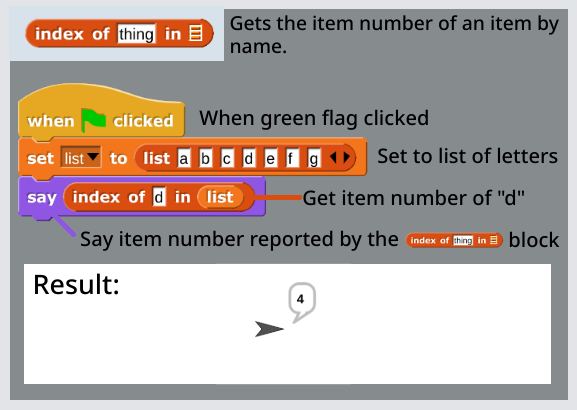 index of thing in
Gets the item number of an item by
name.
when clicked
When green flag clicked
set list to list a b c d e f g
Set to list of letters
say index of d in list
Get item number of "d"
Say item number reported by the index of thing in block
Result:
4